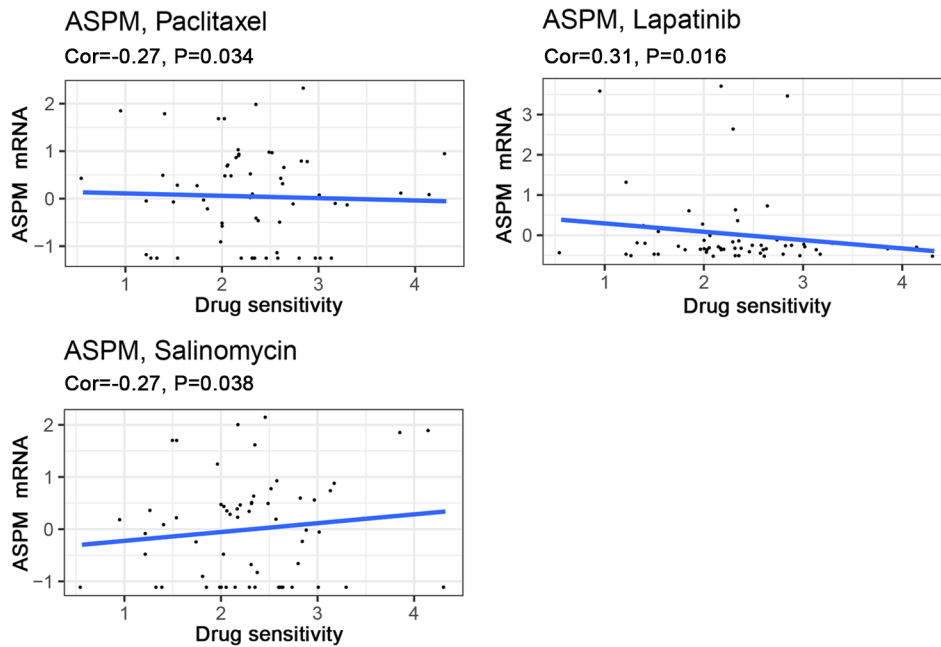 ASPM, Paclitaxel
Cor=-0.27, P=0.034
2
1
0
−1
ASPM mRNA
1 2 3 4
Drug sensitivity
ASPM, Lapatinib
Cor=0.31, P=0.016
3
2
1
0
ASPM mRNA
1 2 3 4
Drug sensitivity
ASPM, Salinomycin
Cor=-0.27, P=0.038
2
1
0
−1
ASPM mRNA
1 2 3 4
Drug sensitivity